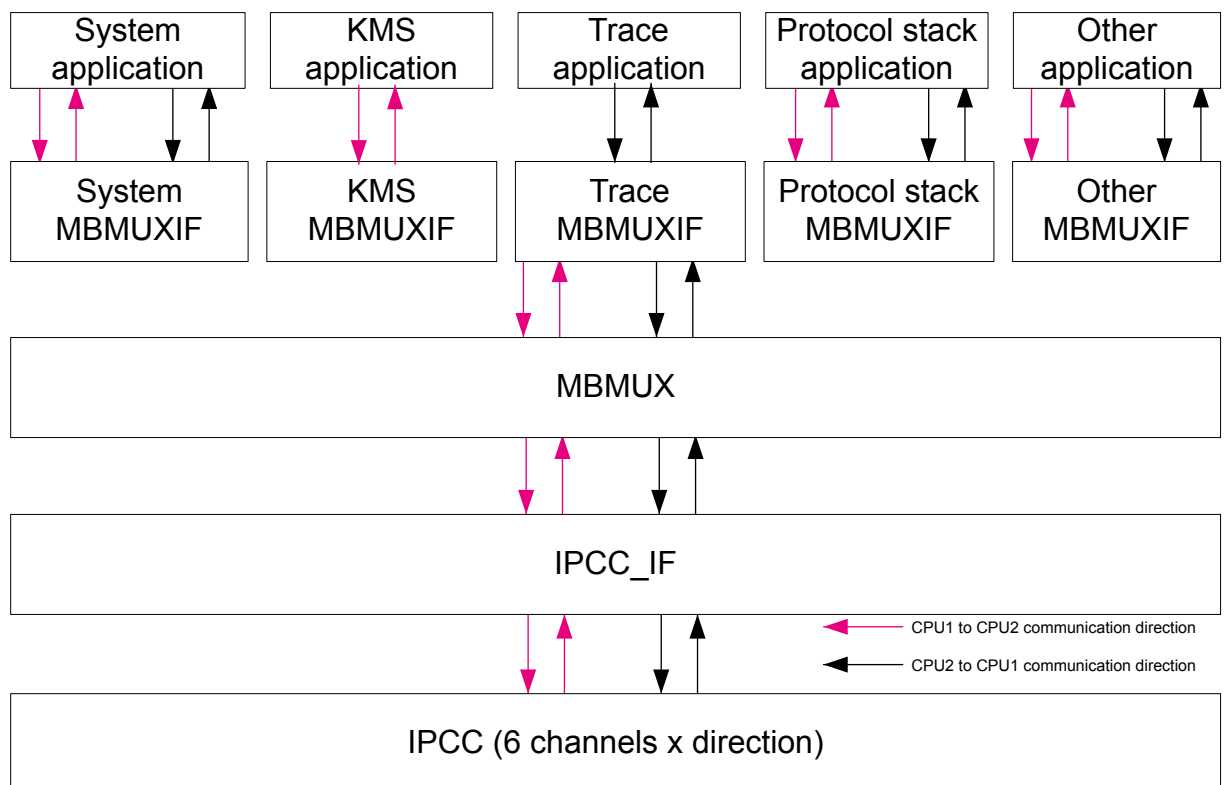 System
application
KMS
application
Trace
application
Protocol stack
application
Other
application
System
MBMUXIF
KMS
MBMUXIF
Trace
MBMUXIF
Protocol stack
MBMUXIF
Other
MBMUXIF
MBMUX
IPCC_IF
CPU1 to CPU2 communication direction
CPU2 to CPU1 communication direction
IPCC (6 channels x direction)